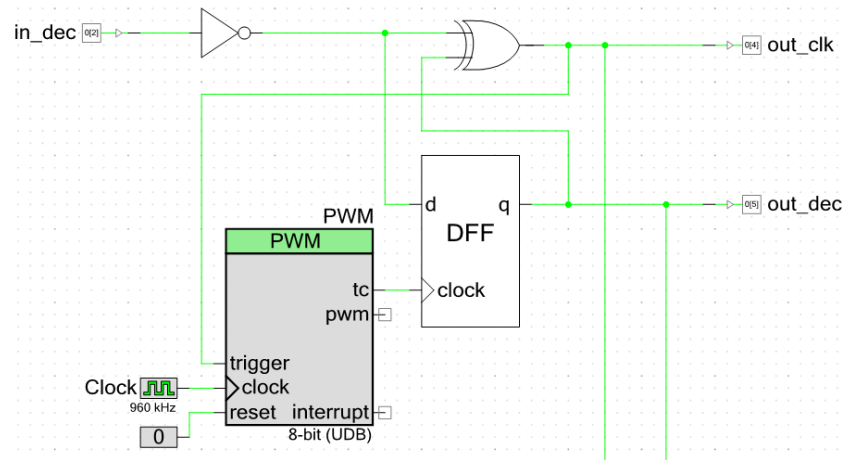 in_dec
0[2]
0[4]
out_clk
PWM
PWM
d
q
DFF
clock
0[5]
out_dec
tc
pwm
trigger
Clock
clock
960 kHz
reset
interrupt
0
8-bit (UDB)